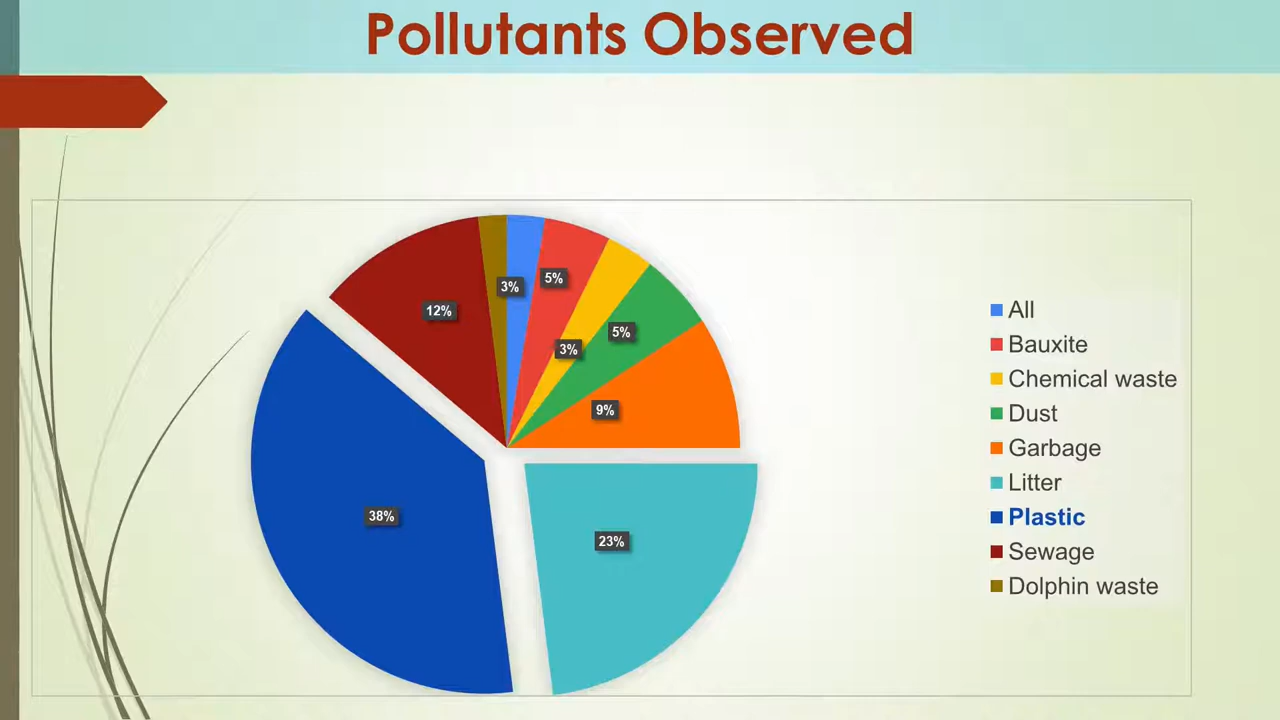 Pollutants Observed
3%
5%
3%
5%
9%
12%
38%
23%
All
Bauxite
Chemical waste
Dust
Garbage
Litter
Plastic
Sewage
Dolphin waste